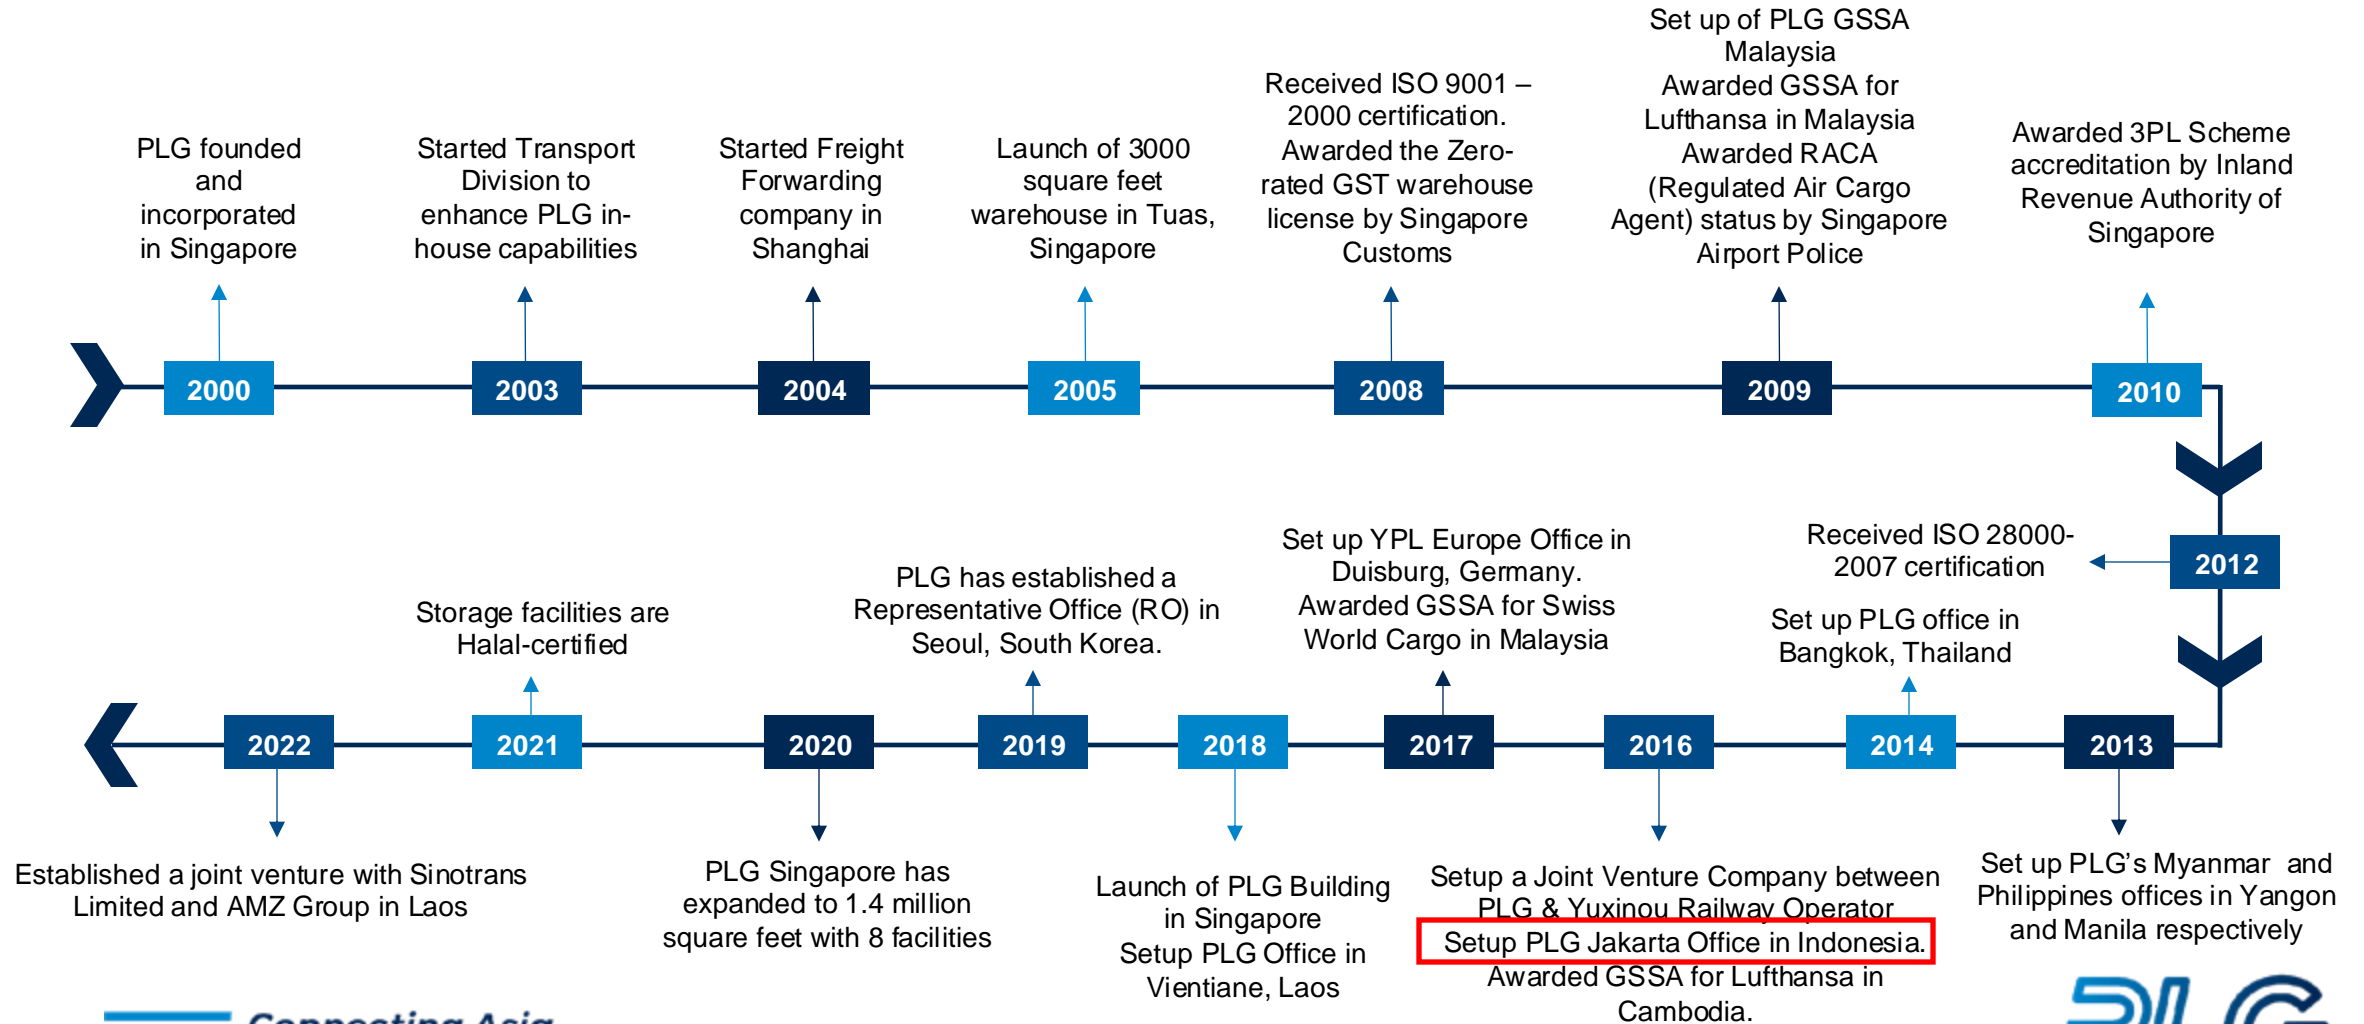 PLG founded
and
incorporated
in Singapore
Started Transport
Division to
enhance PLG in-
house capabilities
Started Freight
Forwarding
company in
Shanghai
Launch of 3000
square feet
warehouse in Tuas,
Singapore
Received ISO 9001 –
2000 certification.
Awarded the Zero-
rated GST warehouse
license by Singapore
Customs
Set up of PLG GSSA
Malaysia
Awarded GSSA for
Lufthansa in Malaysia
Awarded RACA
(Regulated Air Cargo
Agent) status by Singapore
Airport Police
Awarded 3PL Scheme
accreditation by Inland
Revenue Authority of
Singapore
2000
2003
2004
2005
2008
2009
2010
Received ISO 28000-
2007 certification
2012
Storage facilities are
Halal-certified
PLG has established a
Representative Office (RO) in
Seoul, South Korea.
Set up YPL Europe Office in
Duisburg, Germany.
Awarded GSSA for Swiss
World Cargo in Malaysia
Set up PLG office in
Bangkok, Thailand
2022
2021
2020
2019
2018
2017
2016
2014
2013
Established a joint venture with Sinotrans
Limited and AMZ Group in Laos
PLG Singapore has
expanded to 1.4 million
square feet with 8 facilities
Launch of PLG Building
in Singapore
Setup PLG Office in
Vientiane, Laos
Setup a Joint Venture Company between
PLG & Yuxinou Railway Operator
Setup PLG Jakarta Office in Indonesia.
Awarded GSSA for Lufthansa in
Cambodia.
Set up PLG’s Myanmar and
Philippines offices in Yangon
and Manila respectively
Connecting Asia